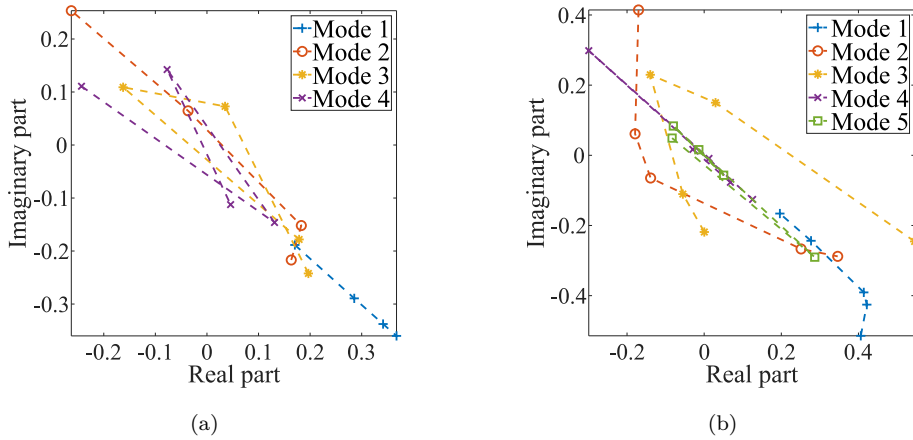 0.2
0.1
0
-0.1
-0.2
-0.3
Imaginary part
-0.2
-0.1
0
0.1
0.2
0.3
Real part
Mode 1
Mode 2
Mode 3
Mode 4
(a)
0.4
0.2
0
-0.2
-0.4
Imaginary part
-0.2
0
0.2
0.4
Real part
Mode 1
Mode 2
Mode 3
Mode 4
Mode 5
(b)